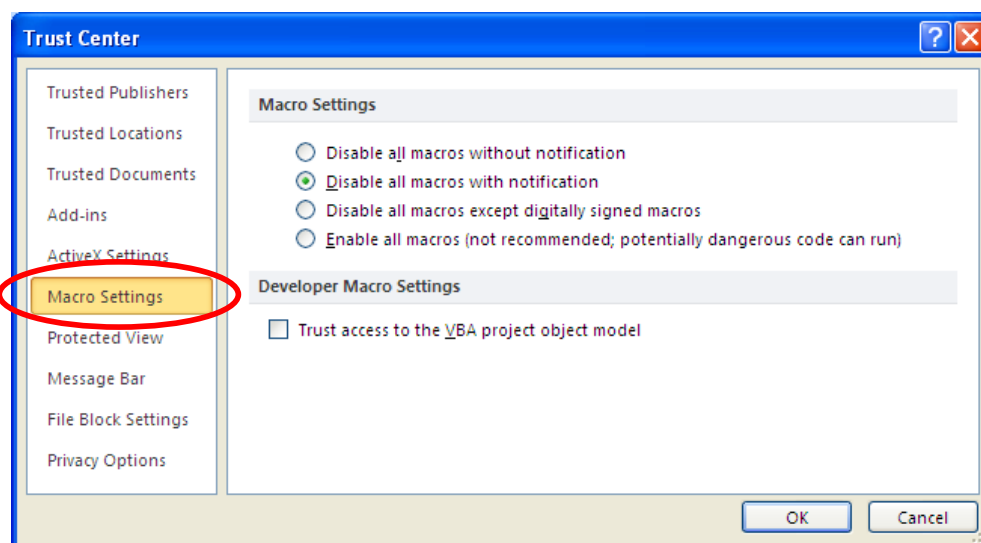 Trust Center
Trusted Publishers
Trusted Locations
Trusted Documents
Add-ins
ActiveX Settings
Macro Settings
Protected View
Message Bar
File Block Settings
Privacy Options
Macro Settings
Disable all macros without notification
Disable all macros with notification
Disable all macros except digitally signed macros
Enable all macros (not recommended; potentially dangerous code can run)
Developer Macro Settings
Trust access to the VBA project object model
OK
Cancel